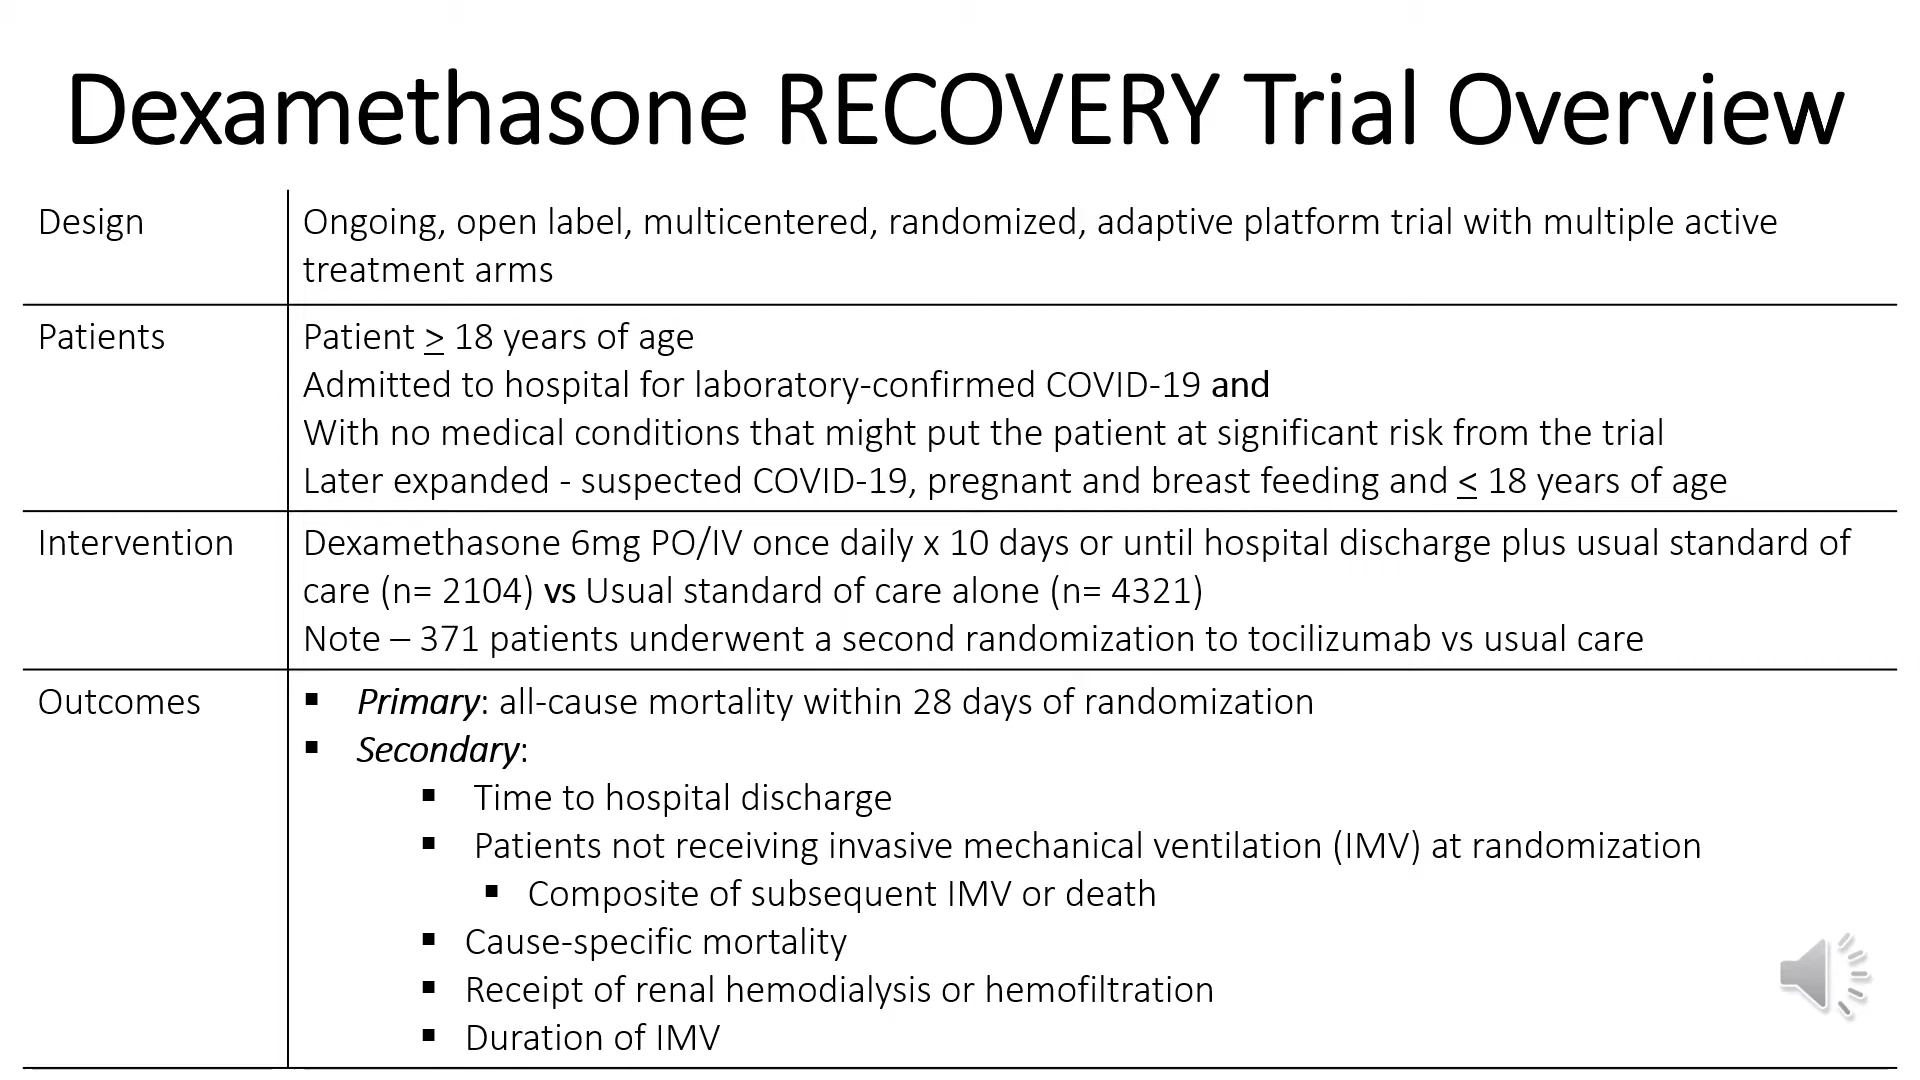 Dexamethasone RECOVERY Trial Overview
Design
Ongoing, open label, multicentered, randomized, adaptive platform trial with multiple active
treatment arms
Patients
Patient ≥ 18 years of age
Admitted to hospital for laboratory-confirmed COVID-19 and
With no medical conditions that might put the patient at significant risk from the trial
Later expanded - suspected COVID-19, pregnant and breast feeding and ≤ 18 years of age
Intervention
Dexamethasone 6mg PO/IV once daily x 10 days or until hospital discharge plus usual standard of
care (n= 2104) vs Usual standard of care alone (n= 4321)
Note – 371 patients underwent a second randomization to tocilizumab vs usual care
Outcomes
▪ Primary: all-cause mortality within 28 days of randomization
▪ Secondary:
▪ Time to hospital discharge
▪ Patients not receiving invasive mechanical ventilation (IMV) at randomization
▪ Composite of subsequent IMV or death
▪ Cause-specific mortality
▪ Receipt of renal hemodialysis or hemofiltration
▪ Duration of IMV